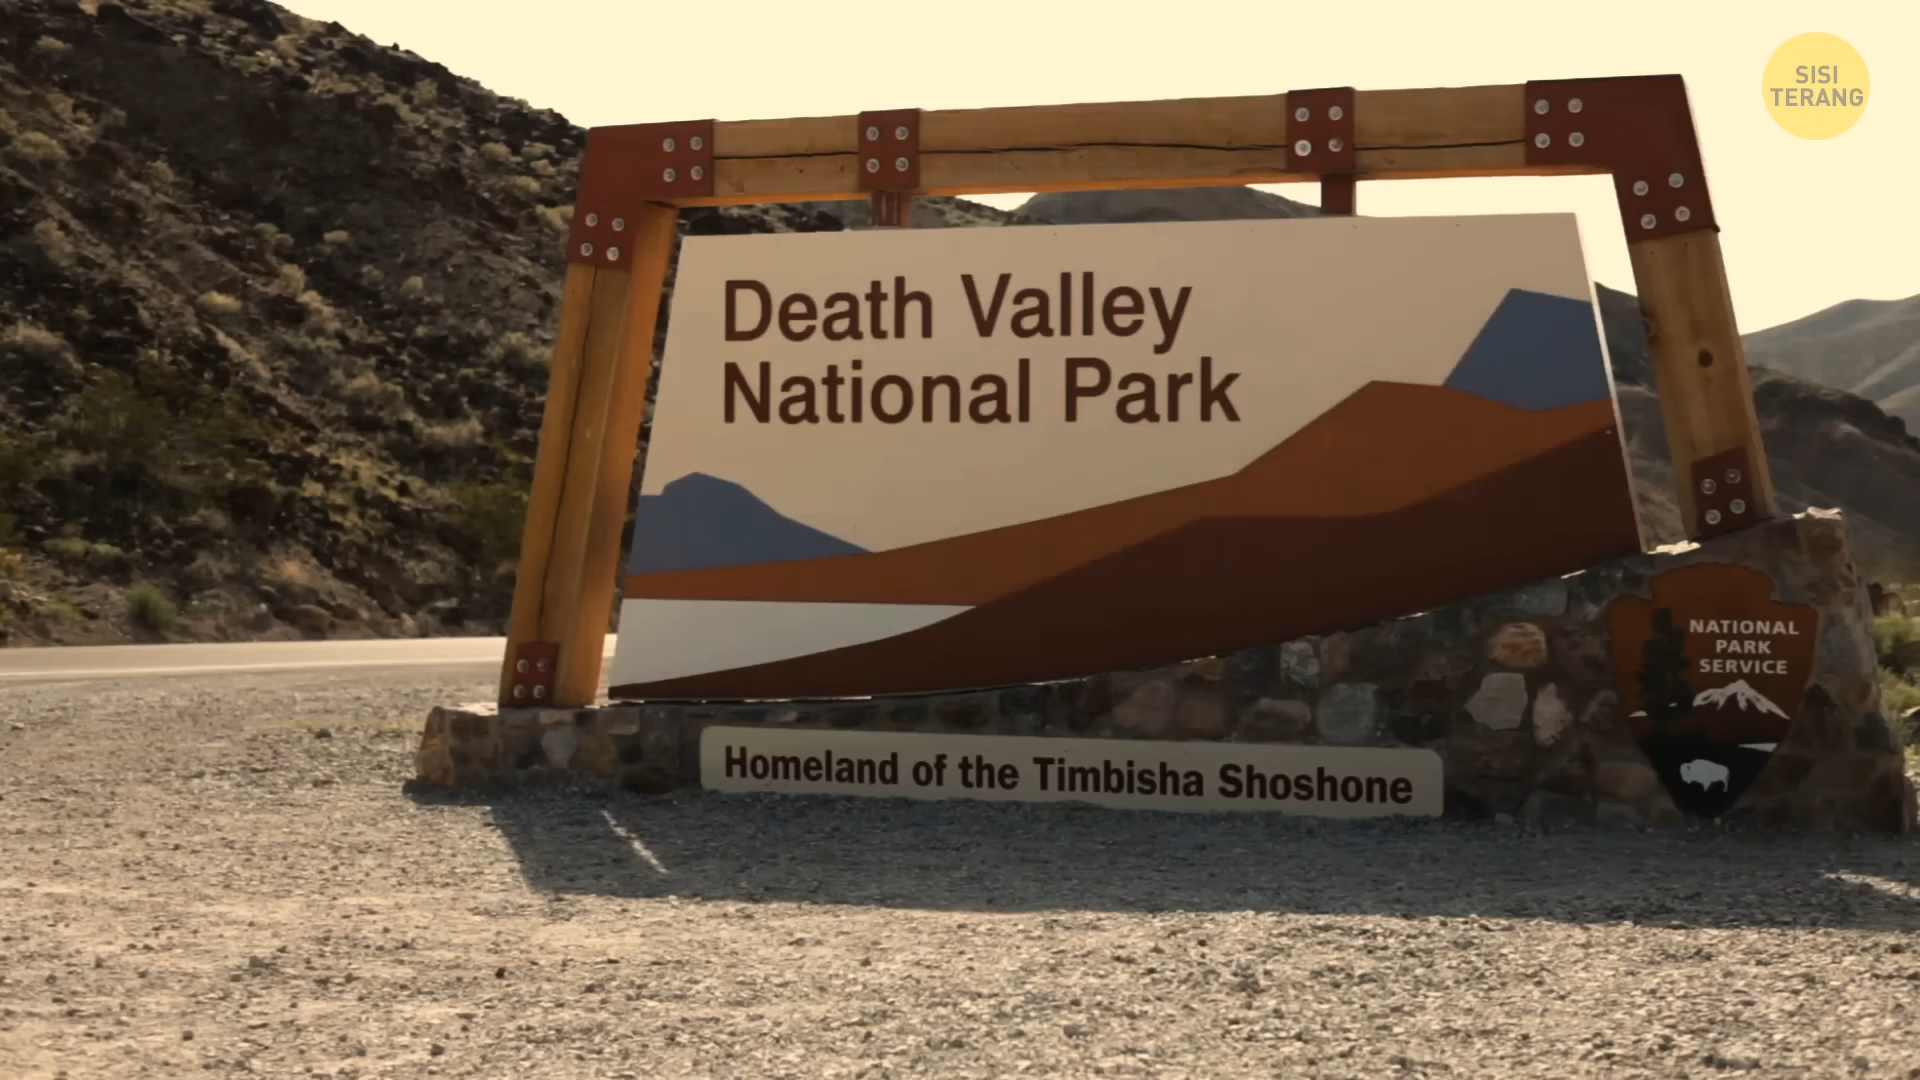 SISI
TERANG
Death Valley
National Park
NATIONAL
PARK
SERVICE
Homeland of the Timbisha Shoshone